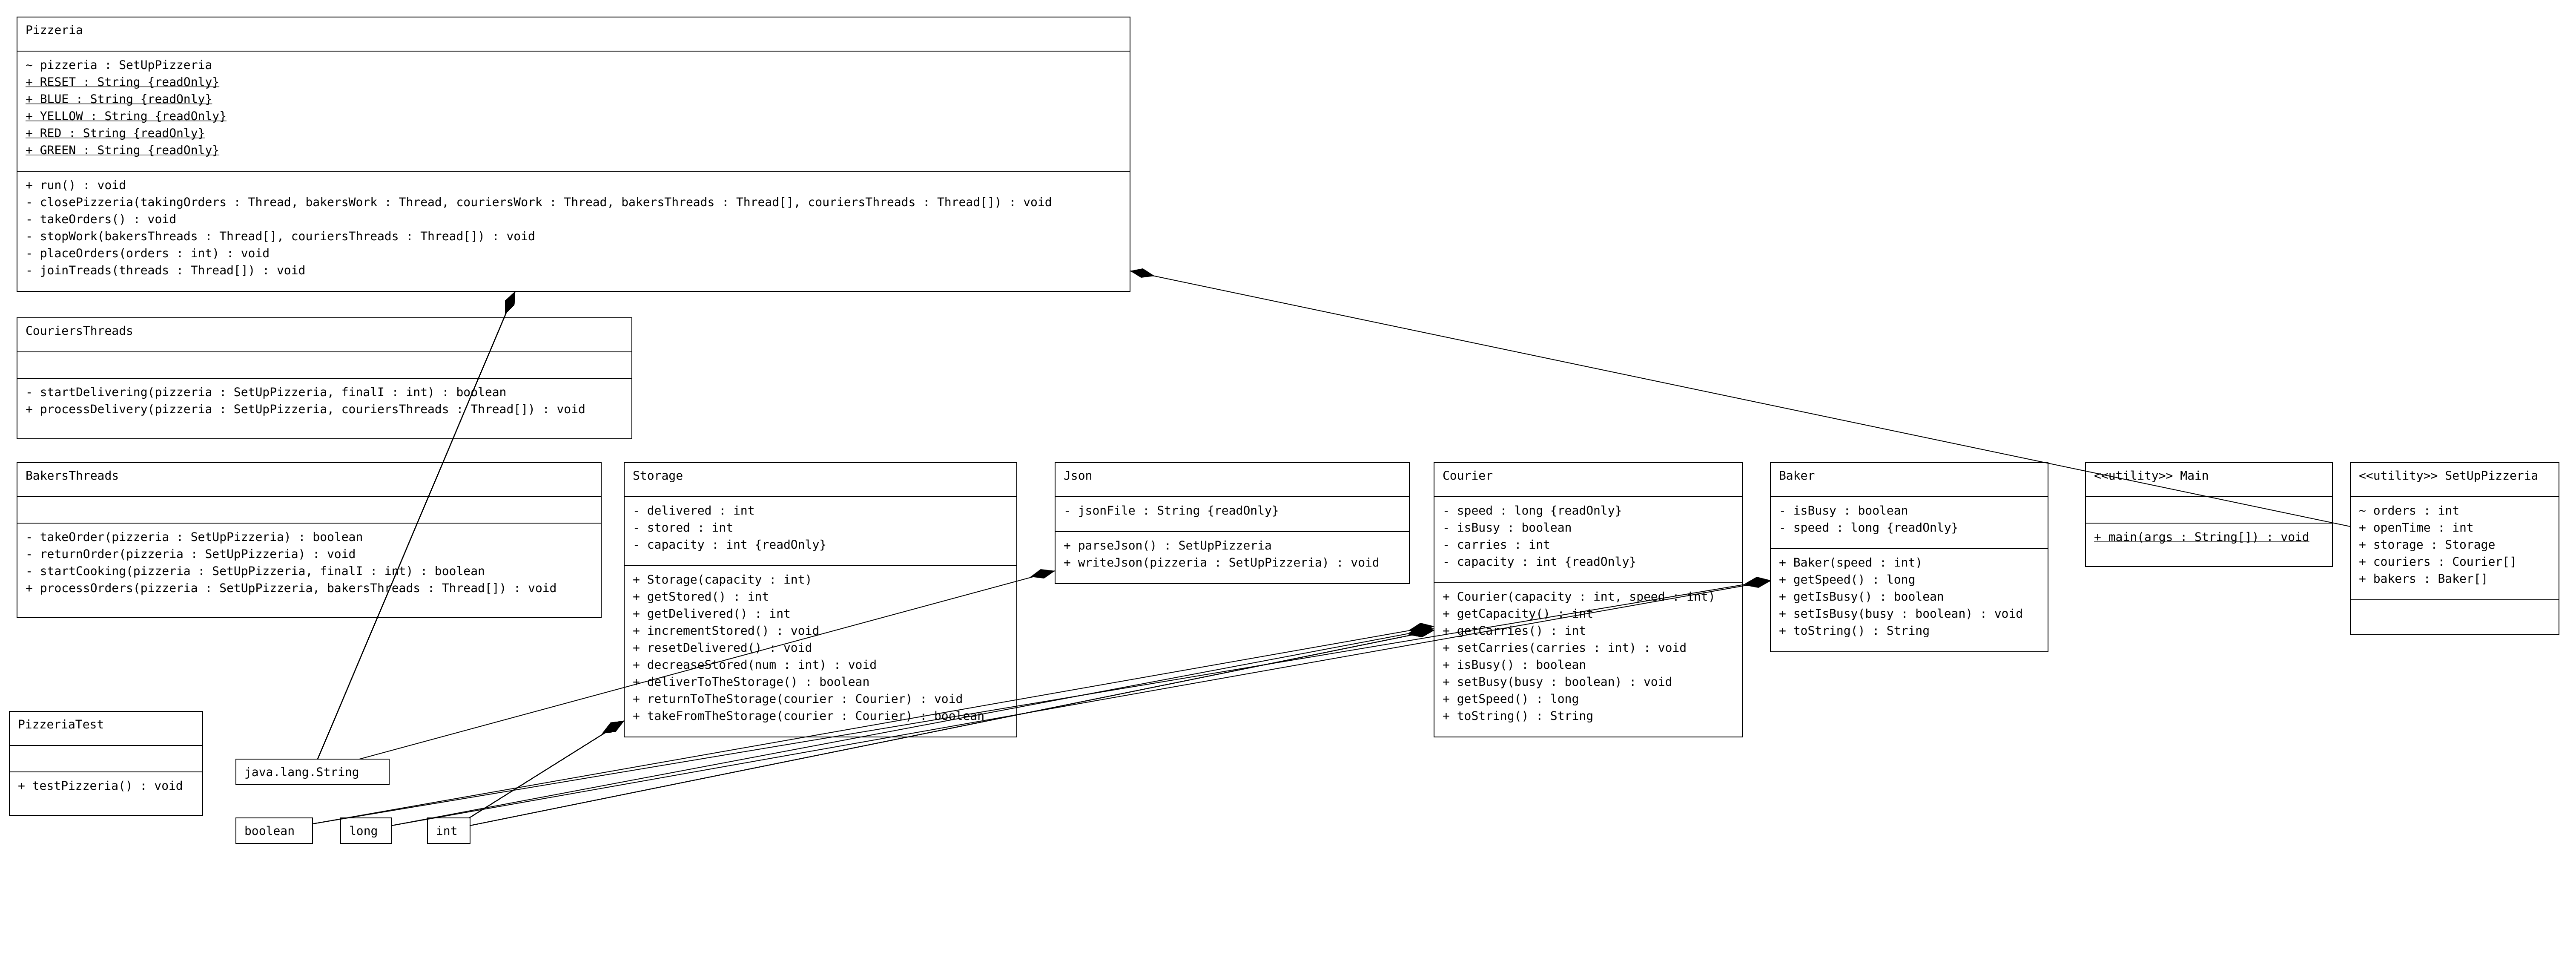 Pizzeria
~ pizzeria : SetUpPizzeria
+ RESET : String {readOnly}
+ BLUE : String {readOnly}
+ YELLOW : String {readOnly}
+ RED : String {readOnly}
+ GREEN : String {readOnly}
+ run() : void
- closePizzeria(takingOrders : Thread, bakersWork : Thread, couriersWork : Thread, bakersThreads : Thread[], couriersThreads : Thread[]) : void
- takeOrders() : void
- stopWork(bakersThreads : Thread[], couriersThreads : Thread[]) : void
- placeOrders(orders : int) : void
- joinTreads(threads : Thread[]) : void
CouriersThreads
- startDelivering(pizzeria : SetUpPizzeria, finalI : int) : boolean
+ processDelivery(pizzeria : SetUpPizzeria, couriersThreads : Thread[]) : void
BakersThreads
- takeOrder(pizzeria : SetUpPizzeria) : boolean
- returnOrder(pizzeria : SetUpPizzeria) : void
- startCooking(pizzeria : SetUpPizzeria, finalI : int) : boolean
+ processOrders(pizzeria : SetUpPizzeria, bakersThreads : Thread[]) : void
Storage
- delivered : int
- stored : int
- capacity : int {readOnly}
+ Storage(capacity : int)
+ getStored() : int
+ getDelivered() : int
+ incrementStored() : void
+ resetDelivered() : void
+ decreaseStored(num : int) : void
+ deliverToTheStorage() : boolean
+ returnToTheStorage(courier : Courier) : void
+ takeFromTheStorage(courier : Courier) : boolean
Json
- jsonFile : String {readOnly}
+ parseJson() : SetUpPizzeria
+ writeJson(pizzeria : SetUpPizzeria) : void
Courier
- speed : long {readOnly}
- isBusy : boolean
- carries : int
- capacity : int {readOnly}
+ Courier(capacity : int, speed : int)
+ getCapacity() : int
+ getCarries() : int
+ setCarries(carries : int) : void
+ isBusy() : boolean
+ setBusy(busy : boolean) : void
+ getSpeed() : long
+ toString() : String
Baker
- isBusy : boolean
- speed : long {readOnly}
+ Baker(speed : int)
+ getSpeed() : long
+ getIsBusy() : boolean
+ setIsBusy(busy : boolean) : void
+ toString() : String
<<utility>> Main
+ main(args : String[]) : void
<<utility>> SetUpPizzeria
~ orders : int
+ openTime : int
+ storage : Storage
+ couriers : Courier[]
+ bakers : Baker[]
PizzeriaTest
+ testPizzeria() : void
java.lang.String
boolean
long
int